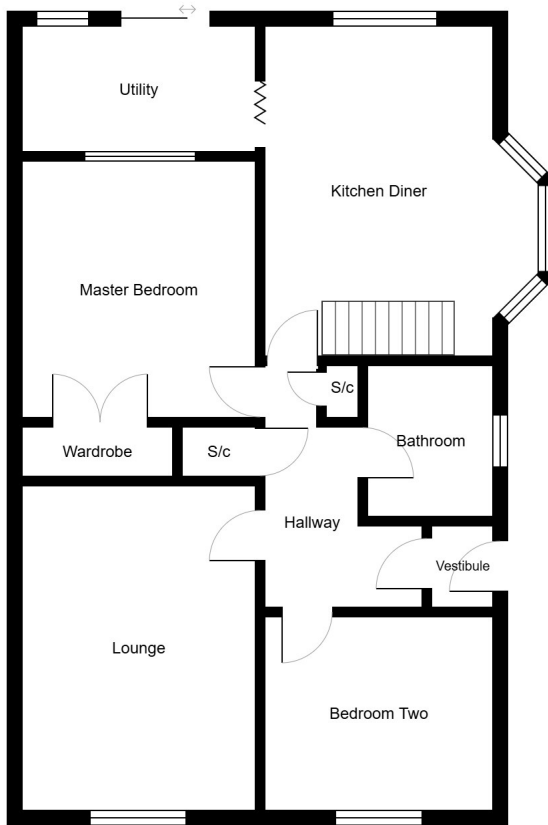 Utility
Kitchen Diner
Master Bedroom
S/c
Wardrobe
S/c
Bathroom
Hallway
Vestibule
Lounge
Bedroom Two